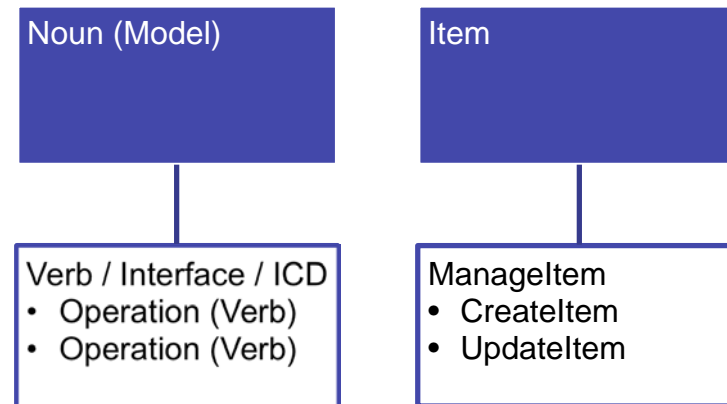 Noun (Model)
Item
Verb / Interface / ICD
• Operation (Verb)
• Operation (Verb)
ManageItem
• CreateItem
• UpdateItem